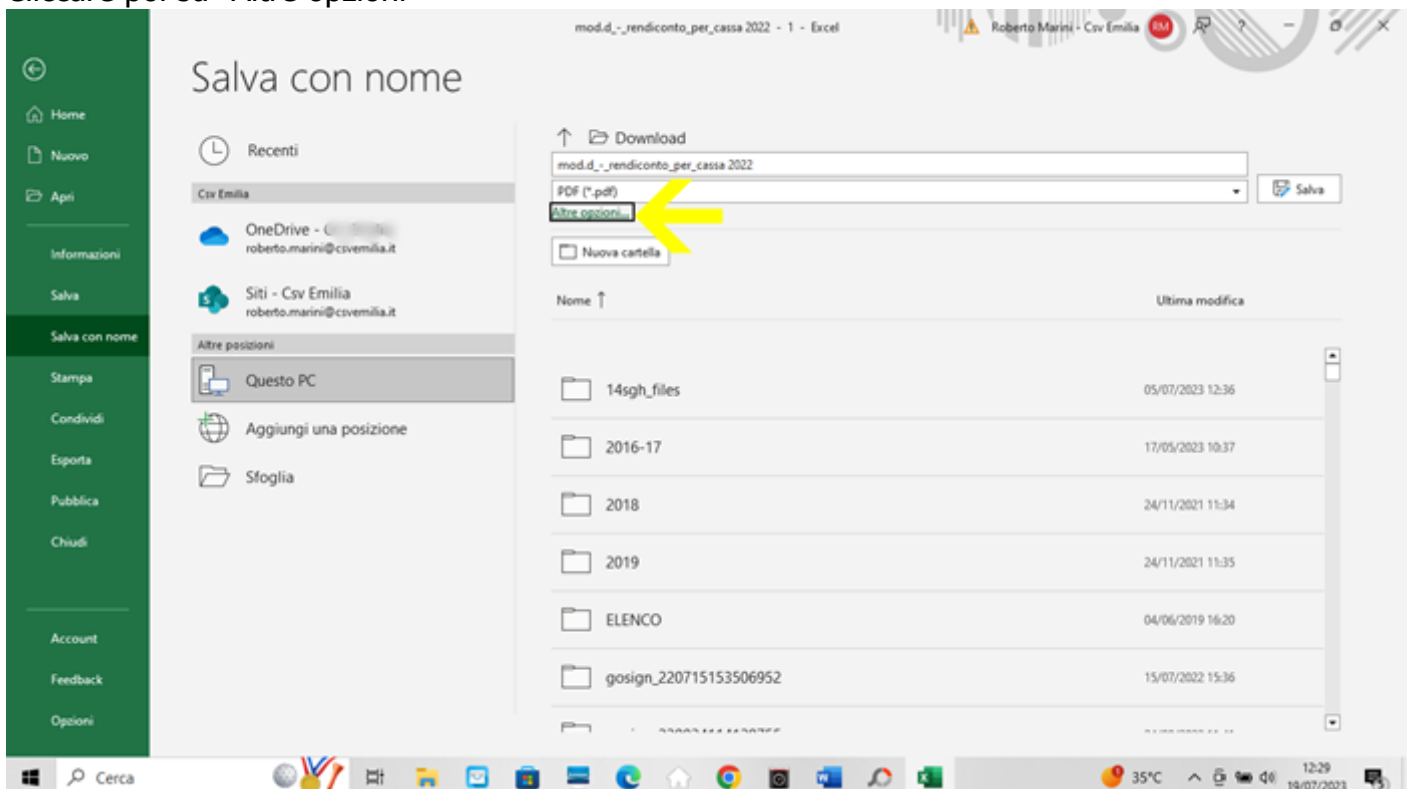 mod.d_-_rendiconto_per_cassa 2022 - 1 - Excel
Roberto Marini - Csv Emilia
RM
?
Salva con nome
Home
Nuovo
Apri
Informazioni
Salva
Salva con nome
Stampa
Condividi
Esporta
Pubblica
Chiudi
Account
Feedback
Opzioni
Recenti
Csv Emilia
OneDrive -
roberto.marini@csvemilia.it
Siti - Csv Emilia
roberto.marini@csvemilia.it
Altre posizioni
Questo PC
Aggiungi una posizione
Sfoglia
Download
mod.d_-_rendiconto_per_cassa 2022
PDF (*.pdf)
Salva
Altre opzioni...
Nuova cartella
Nome ↑ Ultima modifica
14sgh_files 05/07/2023 12:36
2016-17 17/05/2023 10:37
2018 24/11/2021 11:34
2019 24/11/2021 11:35
ELENCO 04/06/2019 16:20
gosign_220715153506952 15/07/2022 15:36
Cerca
35°C
12:29
19/07/2023